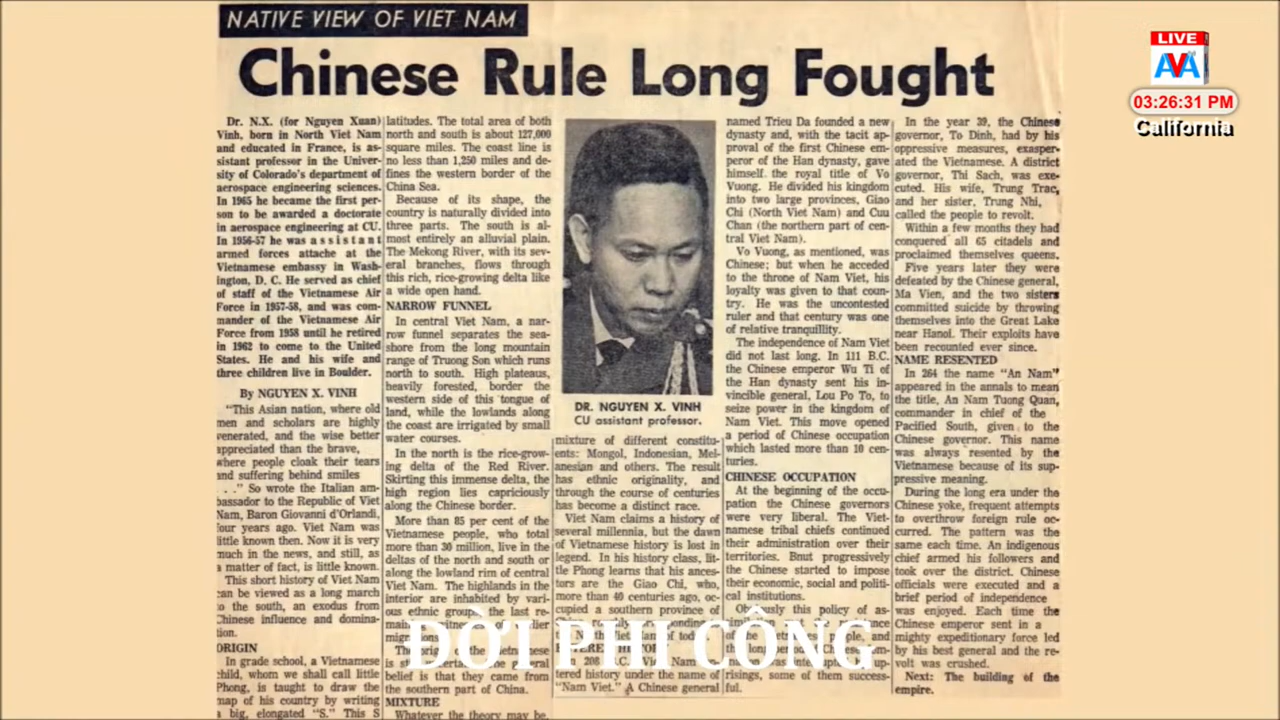 NATIVE VIEW OF VIET NAM
Chinese Rule Long Fought
Dr. N.X. (for Nguyen Xuan)
Vinh, born in North Viet Nam
and educated in France, is as-
sistant professor in the Univer-
sity of Colorado's department of
aerospace engineering sciences.
In 1965 he became the first per-
son to be awarded a doctorate
in aerospace engineering at CU.
In 1956-57 he was assistant
armed forces attache at the
Vietnamese embassy in Wash-
ington, D. C. He served as chief
of staff of the Vietnamese Air
Force in 1957-58, and was com-
mander of the Vietnamese Air
Force from 1958 until he retired
in 1962 to come to the United
States. He and his wife and
three children live in Boulder.
By NGUYEN X. VINH
"This Asian nation, where old
men and scholars are highly
venerated, and the wise better
appreciated than the brave,
where people cloak their tears
and suffering behind smiles
. . ." So wrote the Italian am-
bassador to the Republic of Viet
Nam, Baron Giovanni d'Orlandi,
four years ago. Viet Nam was
little known then. Now it is very
much in the news, and still, as
a matter of fact, is little known.
This short history of Viet Nam
can be viewed as a long march
to the south, an exodus from
Chinese influence and domina-
tion.
ORIGIN
In grade school, a Vietnamese
child, whom we shall call little
Phong, is taught to draw the
map of his country by writing
a big, elongated "S." This S
latitudes. The total area of both
north and south is about 127,000
square miles. The coast line is
no less than 1,250 miles and de-
fines the western border of the
China Sea.
Because of its shape, the
country is naturally divided into
three parts. The south is al-
most entirely an alluvial plain.
The Mekong River, with its sev-
eral branches, flows through
this rich, rice-growing delta like
a wide open hand.
NARROW FUNNEL
In central Viet Nam, a nar-
row funnel separates the sea-
shore from the long mountain
range of Truong Son which runs
north to south. High plateaus,
heavily forested, border the
western side of this tongue of
land, while the lowlands along
the coast are irrigated by small
water courses.
In the north is the rice-grow-
ing delta of the Red River.
Skirting this immense delta, the
high region lies capriciously
along the Chinese border.
More than 85 per cent of the
Vietnamese people, who total
more than 30 million, live in the
deltas of the north and south or
along the lowland rim of central
Viet Nam. The highlands in the
interior are inhabited by vari-
ous ethnic groups, the last re-
migrations.
belief is that they came from
the southern part of China.
MIXTURE
Whatever the theory may be,
DR. NGUYEN X. VINH
CU assistant professor.
mixture of different constitu-
ents: Mongol, Indonesian, Mel-
anesian and others. The result
has ethnic originality, and
through the course of centuries
has become a distinct race.
Viet Nam claims a history of
several millennia, but the dawn
of Vietnamese history is lost in
legend. In his history class, lit-
tle Phong learns that his ances-
tors are the Giao Chi, who,
more than 40 centuries ago, oc-
cupied a southern province of
In 208 B.C. Viet Nam
tered history under the name of
"Nam Viet." A Chinese general
named Trieu Da founded a new
dynasty and, with the tacit ap-
proval of the first Chinese em-
peror of the Han dynasty, gave
himself. the royal title of Vo
Vuong. He divided his kingdom
into two large provinces, Giao
Chi (North Viet Nam) and Cuu
Chan (the northern part of cen-
tral Viet Nam).
Vo Vuong, as mentioned, was
Chinese; but when he acceded
to the throne of Nam Viet, his
loyalty was given to that coun-
try. He was the uncontested
ruler and that century was one
of relative tranquillity.
The independence of Nam Viet
did not last long. In 111 B.C.
the Chinese emperor Wu Ti of
the Han dynasty sent his in-
vincible general, Lou Po To, to
seize power in the kingdom of
Nam Viet. This move opened
a period of Chinese occupation
which lasted more than 10 cen-
turies.
CHINESE OCCUPATION
At the beginning of the occu-
pation the Chinese governors
were very liberal. The Viet-
namese tribal chiefs continued
their administration over their
territories. Bnut progressively
the Chinese started to impose
their economic, social and politi-
cal institutions.
Obviously this policy of as-
risings, some of them success-
ful.
In the year 39, the Chinese
governor, To Dinh, had by his
oppressive measures, exasper-
ated the Vietnamese. A district
governor, Thi Sach, was exe-
cuted. His wife, Trung Trac,
and her sister, Trung Nhi,
called the people to revolt.
Within a few months they had
conquered all 65 citadels and
proclaimed themselves queens.
Five years later they were
defeated by the Chinese general,
Ma Vien, and the two sisters
committed suicide by throwing
themselves into the Great Lake
near Hanoi. Their exploits have
been recounted ever since.
NAME RESENTED
In 264 the name "An Nam"
appeared in the annals to mean
the title, An Nam Tuong Quan,
commander in chief of the
Pacified South, given to the
Chinese governor. This name
was always resented by the
Vietnamese because of its sup-
pressive meaning.
During the long era under the
Chinese yoke, frequent attempts
to overthrow foreign rule oc-
curred. The pattern was the
same each time. An indigenous
chief armed his followers and
took over the district. Chinese
officials were executed and a
brief period of independence
was enjoyed. Each time the
Chinese emperor sent in a
mighty expeditionary force led
by his best general and the re-
volt was crushed.
Next: The building of the
empire.
LIVE
AVA
03:26:31 PM
California
ĐỜI PHI CÔNG